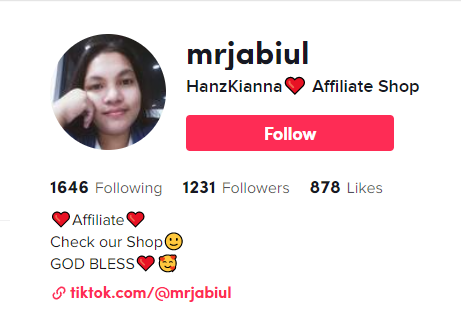 mrjabiul
HanzKianna❤️ Affiliate Shop
Follow
1646 Following 1231 Followers 878 Likes
❤️Affiliate❤️
Check our Shop🙂
GOD BLESS❤️🥰
tiktok.com/@mrjabiul